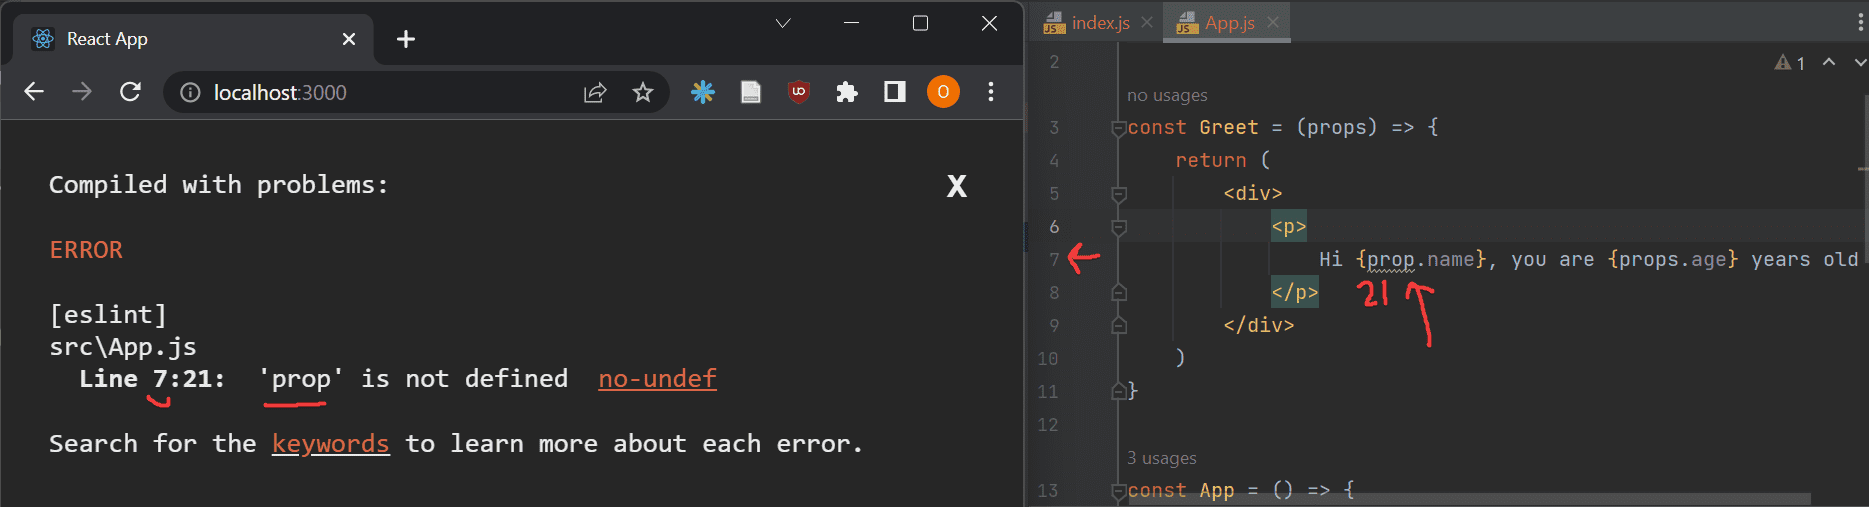 React App
localhost:3000
O
Compiled with problems:
X
ERROR
[eslint]
src\App.js
Line 7:21: 'prop' is not defined no-undef
Search for the keywords to learn more about each error.
JS index.js
JS App.js
1
2
no usages
3 const Greet = (props) => {
4 return (
5 <div>
6 <p>
7 Hi {prop.name}, you are {props.age} years old
21
8 </p>
9 </div>
10 )
11 }
12
3 usages
13 const App = () => {